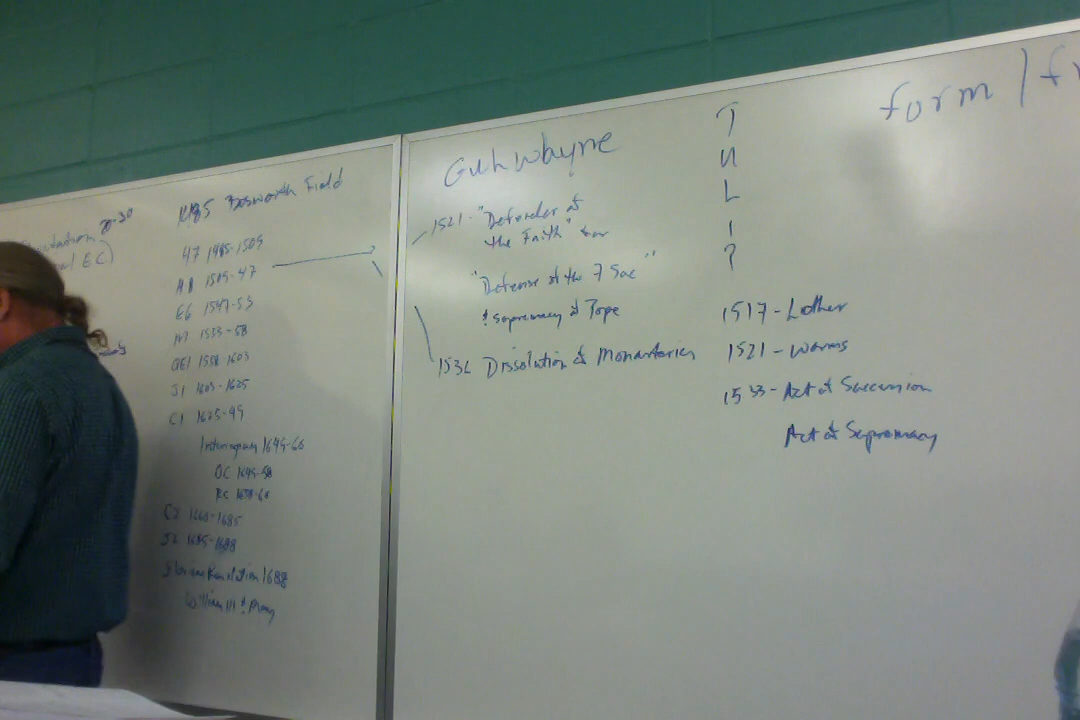 1485 Bosworth Field
H7 1485-1509
H8 1509-47
E6 1547-53
1553-58
QE1 1558 1603
J1 1603-1625
C1 1625-49
Interregnum 1649-60
OC 1649-58
RC 1658-60
C2 1660-1685
J2 1685-1688
Glorious Revolution 1688
William III & Mary
Guhwayne
1521-"Defender of
the Faith" for
"Defense of the 7 Sac"
& Supremacy of Pope
1536 Dissolution of Monasteries
T
U
L
I
P
1517-Luther
1521-Worms
1533-Act of Succession
Act of Supremacy
form / fr